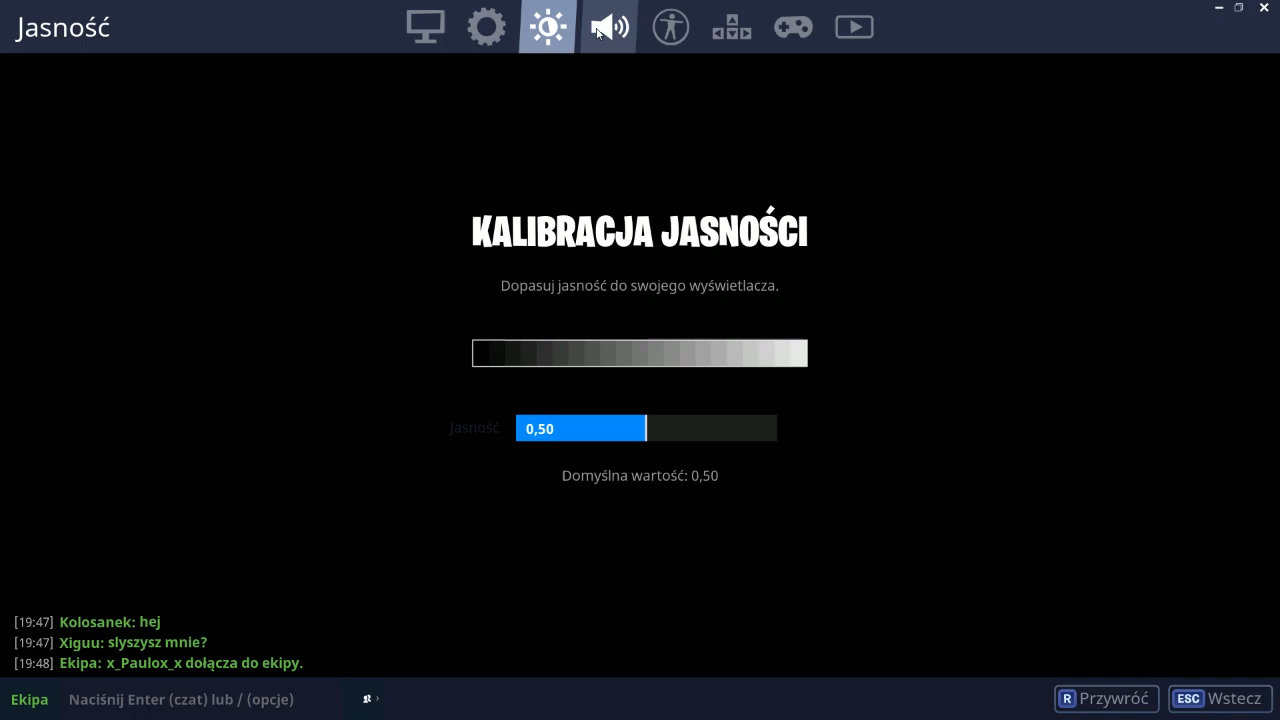 Jasność
KALIBRACJA JASNOŚCI
Dopasuj jasność do swojego wyświetlacza.
Jasność 0,50
Domyślna wartość: 0,50
[19:47] Kolosanek: hej
[19:47] Xiguu: slyszysz mnie?
[19:48] Ekipa: x_Paulox_x dołącza do ekipy.
Ekipa Naciśnij Enter (czat) lub / (opcje)
R Przywróć ESC Wstecz